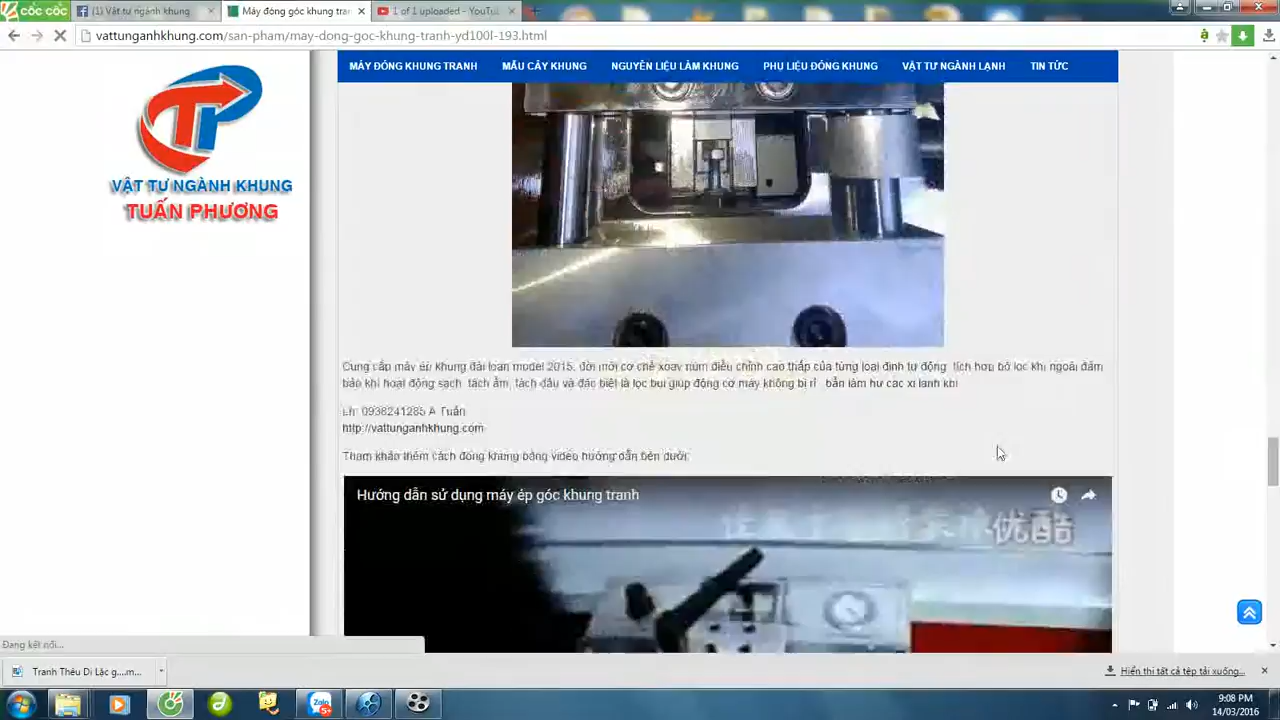 cốc cốc
(1) Vật tư ngành khung
Máy đóng góc khung tran
1 of 1 uploaded - YouTu
vattunganhkhung.com/san-pham/may-dong-goc-khung-tranh-yd100l-193.html
MÁY ĐÓNG KHUNG TRANH
MẪU CÂY KHUNG
NGUYÊN LIỆU LÀM KHUNG
PHỤ LIỆU ĐÓNG KHUNG
VẬT TƯ NGÀNH LẠNH
TIN TỨC
TP
VẬT TƯ NGÀNH KHUNG
TUẤN PHƯƠNG
Cung cấp máy ép khung đài loan model 2015, đời mới cơ chế xoay núm điều chỉnh cao thấp của từng loại đinh tự động tích hợp bộ lọc khí ngoài đảm
bảo khí hoạt động sạch tách ẩm, tách dầu và đặc biệt là lọc bụi giúp động cơ máy không bị rỉ bẩn làm hư các xi lanh khí
LH: 0936241285 A Tuấn
http://vattunganhkhung.com
Tham khảo thêm cách đóng khung bằng video hướng dẫn bên dưới:
Hướng dẫn sử dụng máy ép góc khung tranh
优酷
Đang kết nối...
Tranh Thêu Di Lặc g....m...
Hiển thị tất cả tệp tải xuống...
Zalo
5+
9:08 PM
14/03/2016